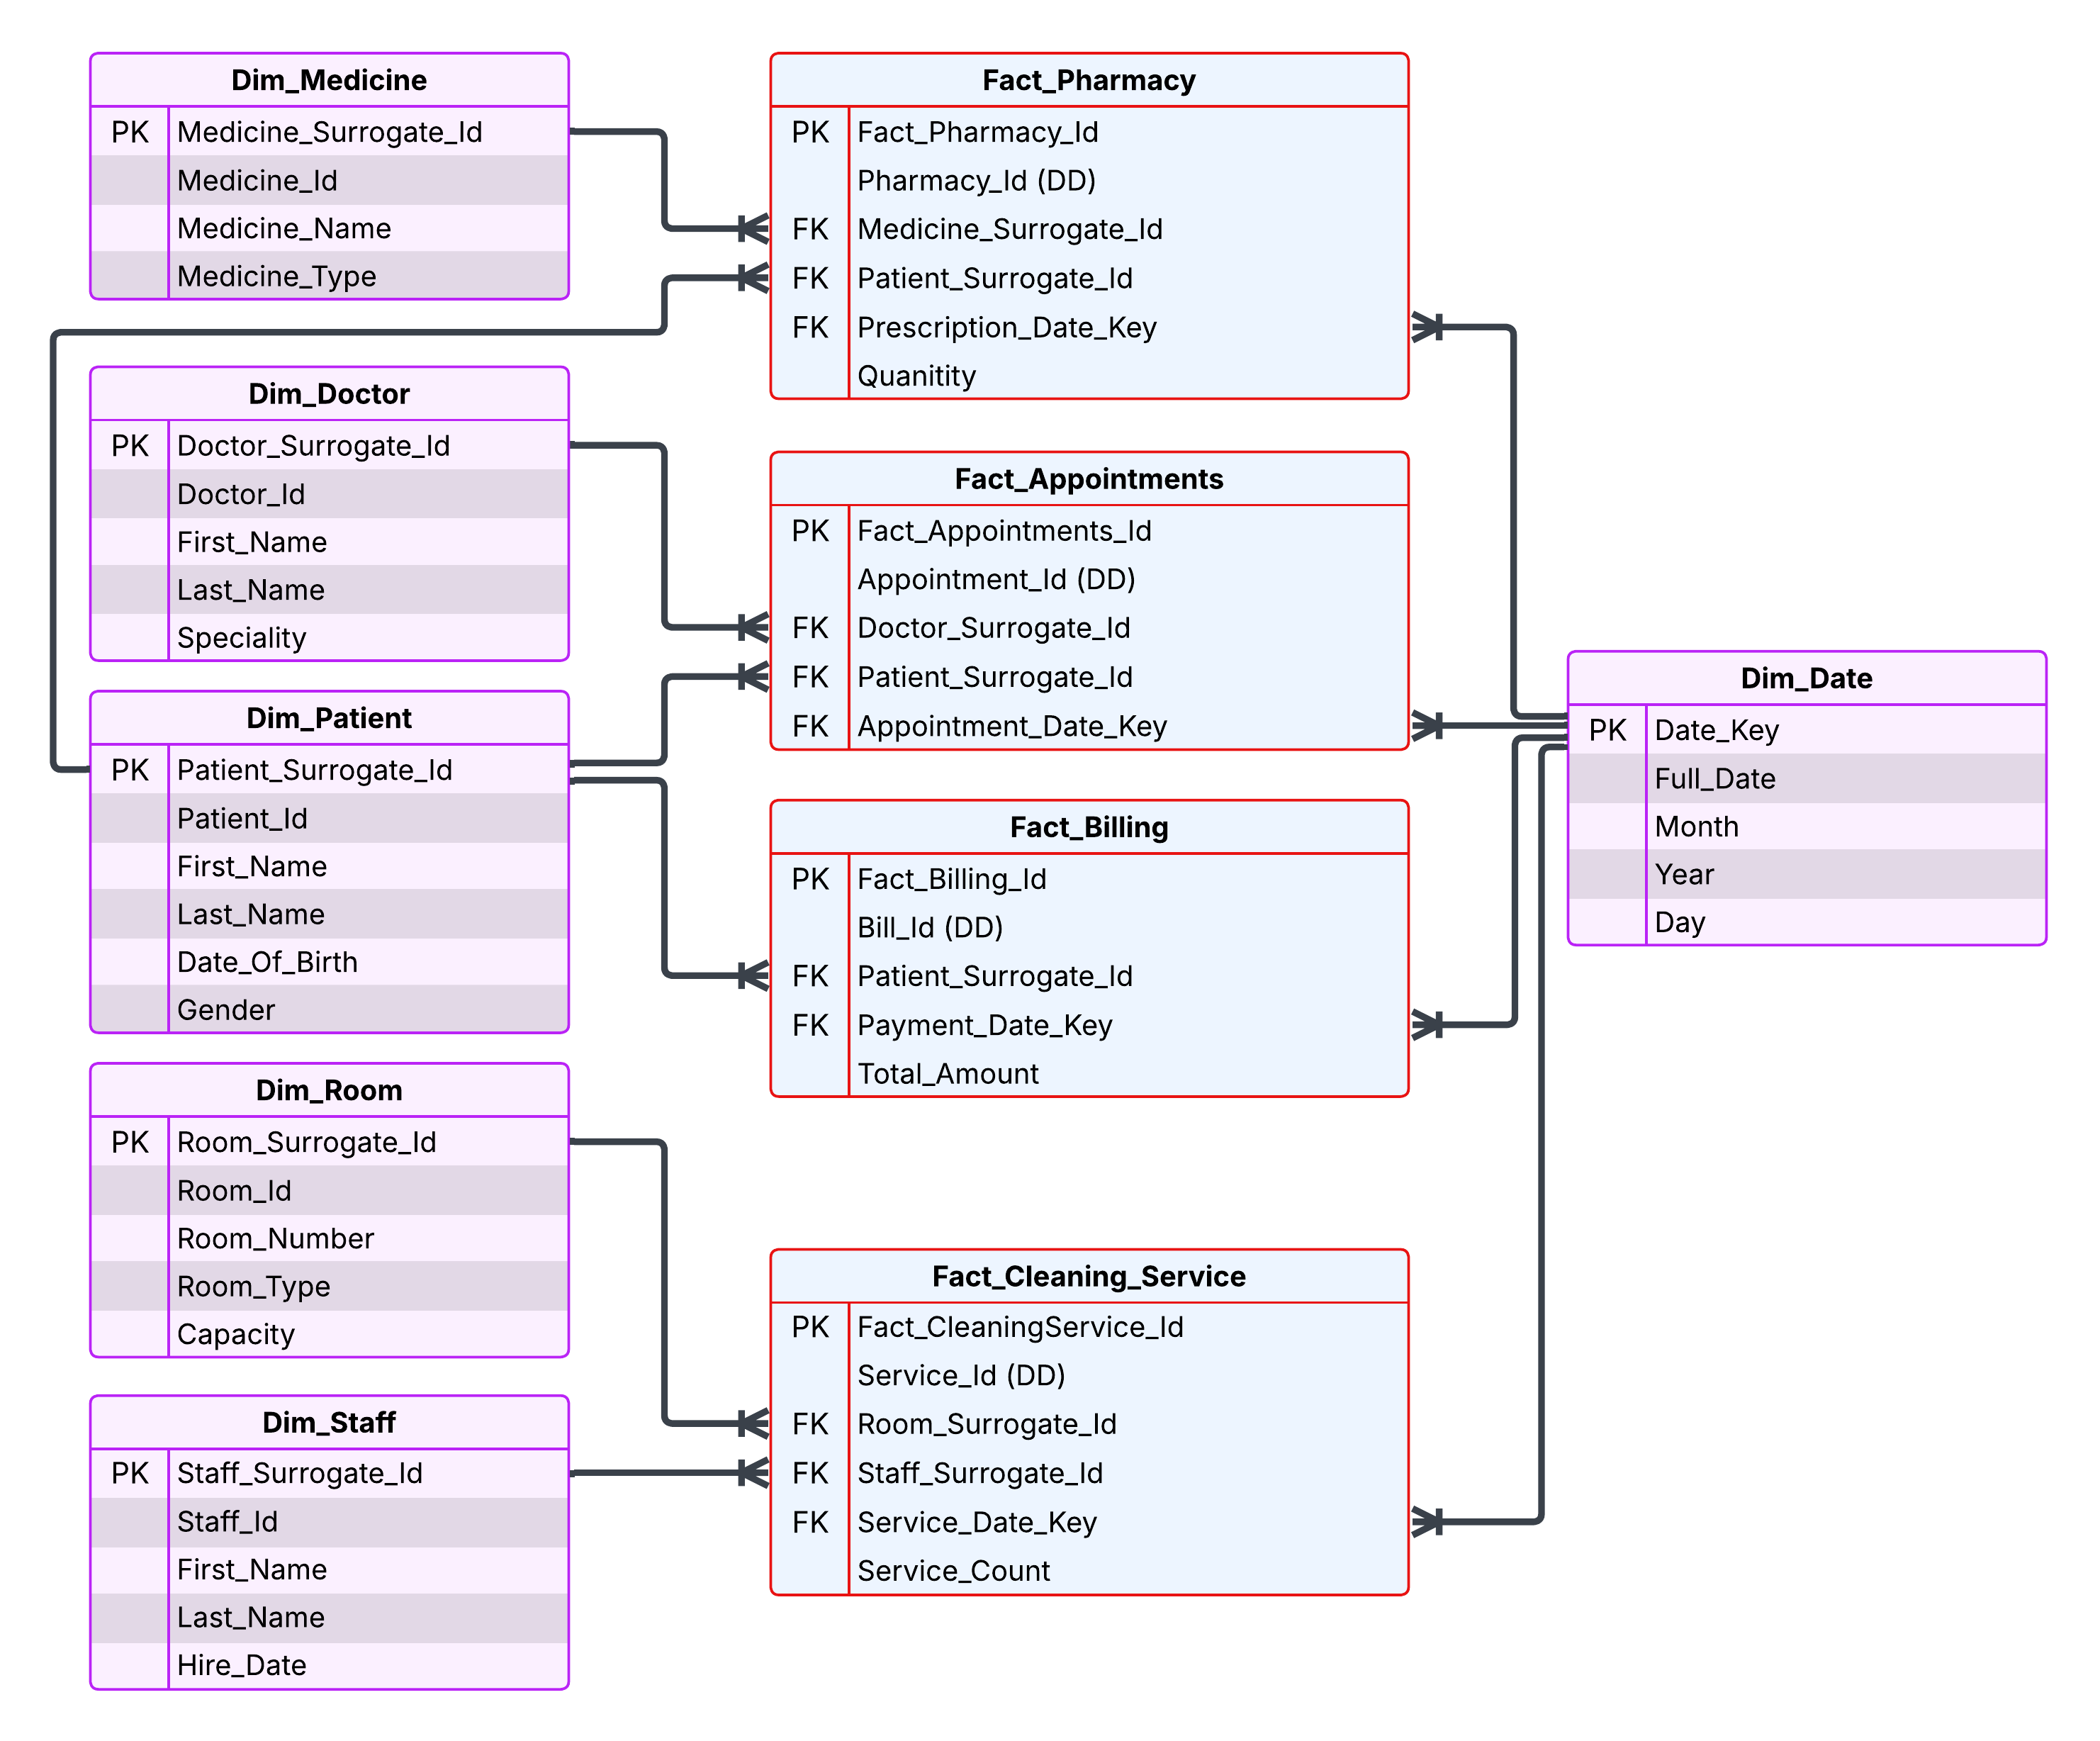 Dim_Medicine
PK Medicine_Surrogate_Id
Medicine_Id
Medicine_Name
Medicine_Type
Dim_Doctor
PK Doctor_Surrogate_Id
Doctor_Id
First_Name
Last_Name
Speciality
Dim_Patient
PK Patient_Surrogate_Id
Patient_Id
First_Name
Last_Name
Date_Of_Birth
Gender
Dim_Room
PK Room_Surrogate_Id
Room_Id
Room_Number
Room_Type
Capacity
Dim_Staff
PK Staff_Surrogate_Id
Staff_Id
First_Name
Last_Name
Hire_Date
Fact_Pharmacy
PK Fact_Pharmacy_Id
Pharmacy_Id (DD)
FK Medicine_Surrogate_Id
FK Patient_Surrogate_Id
FK Prescription_Date_Key
Quanitity
Fact_Appointments
PK Fact_Appointments_Id
Appointment_Id (DD)
FK Doctor_Surrogate_Id
FK Patient_Surrogate_Id
FK Appointment_Date_Key
Fact_Billing
PK Fact_Billing_Id
Bill_Id (DD)
FK Patient_Surrogate_Id
FK Payment_Date_Key
Total_Amount
Fact_Cleaning_Service
PK Fact_CleaningService_Id
Service_Id (DD)
FK Room_Surrogate_Id
FK Staff_Surrogate_Id
FK Service_Date_Key
Service_Count
Dim_Date
PK Date_Key
Full_Date
Month
Year
Day